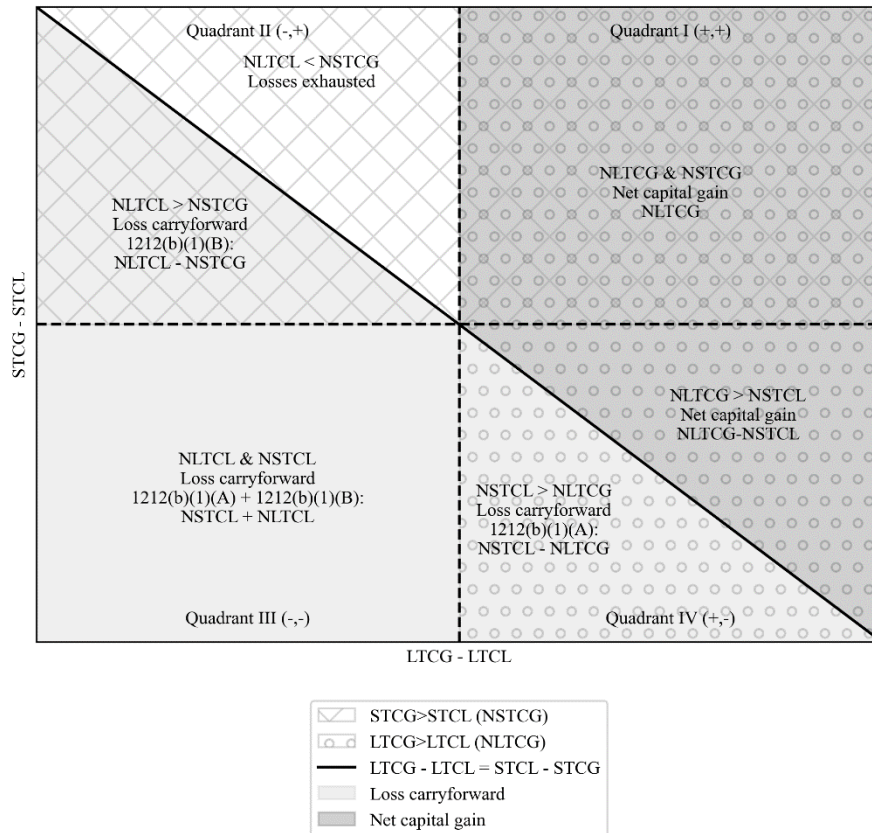 Quadrant II (-,+)
NLTCL < NSTCG
Losses exhausted
Quadrant I (+,+)
NLTCG & NSTCG
Net capital gain
NLTCG
NLTCL > NSTCG
Loss carryforward
1212(b)(1)(B):
NLTCL - NSTCG
STCG - STCL
NLTCG > NSTCL
Net capital gain
NLTCG-NSTCL
NLTCL & NSTCL
Loss carryforward
1212(b)(1)(A) + 1212(b)(1)(B):
NSTCL + NLTCL
NSTCL > NLTCG
Loss carryforward
1212(b)(1)(A):
NSTCL - NLTCG
Quadrant III (-,-)
Quadrant IV (+,-)
LTCG - LTCL
STCG>STCL (NSTCG)
LTCG>LTCL (NLTCG)
LTCG - LTCL = STCL - STCG
Loss carryforward
Net capital gain